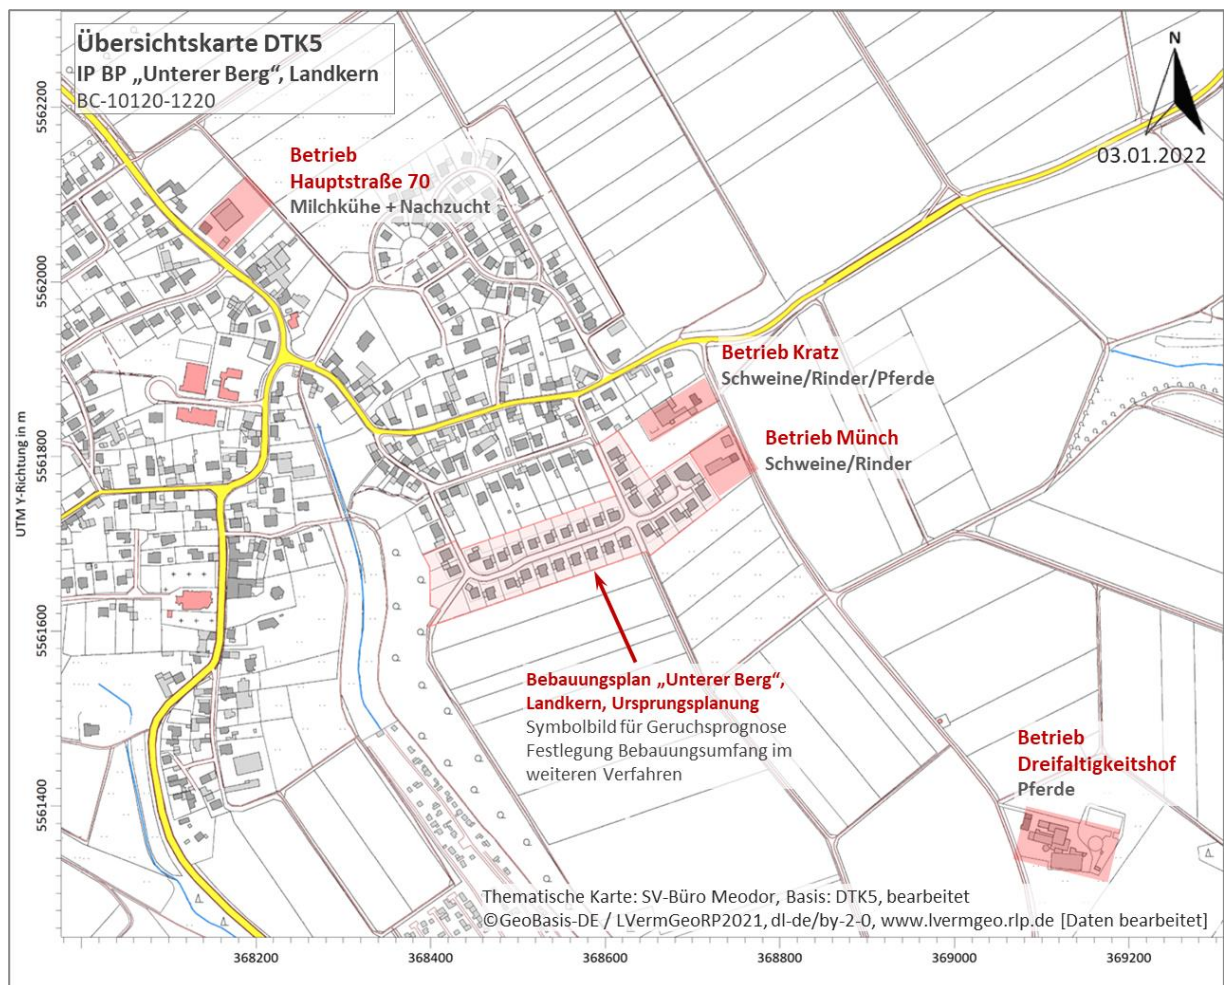 Übersichtskarte DTK5
IP BP „Unterer Berg“, Landkern
BC-10120-1220
N
03.01.2022
Betrieb
Hauptstraße 70
Milchkühe + Nachzucht
Betrieb Kratz
Schweine/Rinder/Pferde
Betrieb Münch
Schweine/Rinder
Bebauungsplan „Unterer Berg“,
Landkern, Ursprungsplanung
Symbolbild für Geruchsprognose
Festlegung Bebauungsumfang im
weiteren Verfahren
Betrieb
Dreifaltigkeitshof
Pferde
Thematische Karte: SV-Büro Meodor, Basis: DTK5, bearbeitet
©GeoBasis-DE / LVermGeoRP2021, dl-de/by-2-0, www.lvermgeo.rlp.de [Daten bearbeitet]
UTM Y-Richtung in m
5562200
5562000
5561800
5561600
5561400
368200
368400
368600
368800
369000
369200